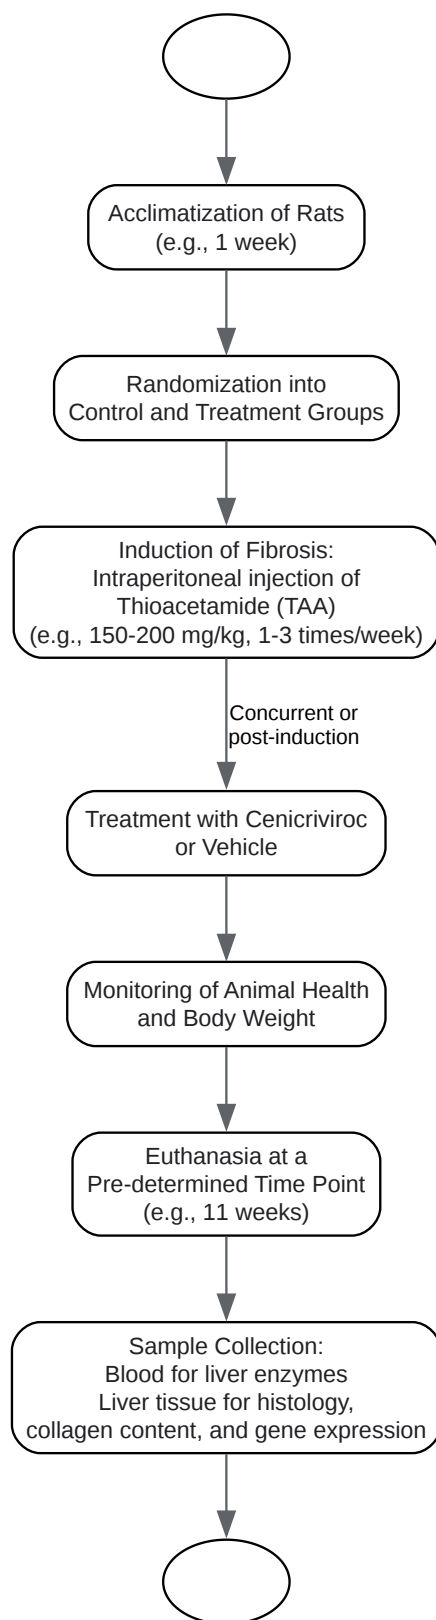 Acclimatization of Rats
(e.g., 1 week)
Randomization into
Control and Treatment Groups
Induction of Fibrosis:
Intraperitoneal injection of
Thioacetamide (TAA)
(e.g., 150-200 mg/kg, 1-3 times/week)
Concurrent or
post-induction
Treatment with Cenicriviroc
or Vehicle
Monitoring of Animal Health
and Body Weight
Euthanasia at a
Pre-determined Time Point
(e.g., 11 weeks)
Sample Collection:
Blood for liver enzymes
Liver tissue for histology,
collagen content, and gene expression